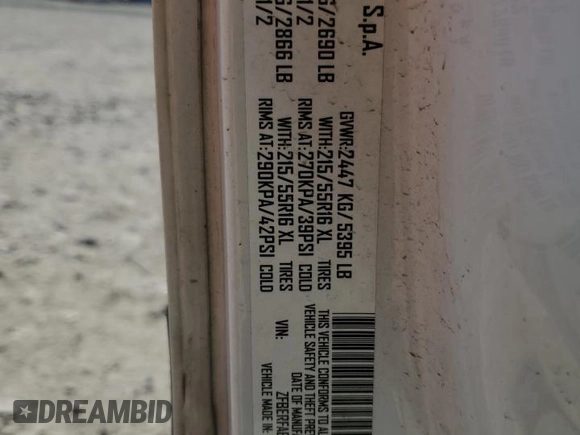 S.p.A.
GVWR:2447 KG/5395 LB
G/2690 LB
WITH:215/55R16 XL TIRES
1/2 RIMS AT:270KPA/39PSI COLD
G/2866 LB
WITH:215/55R16 XL TIRES
1/2 RIMS AT:290KPA/42PSI COLD
THIS VEHICLE CONFORMS TO AL
VEHICLE SAFETY AND THEFT PRE
DATE OF MANUF
VIN: ZFBERFAB
VEHICLE MADE IN:
DREAMBID